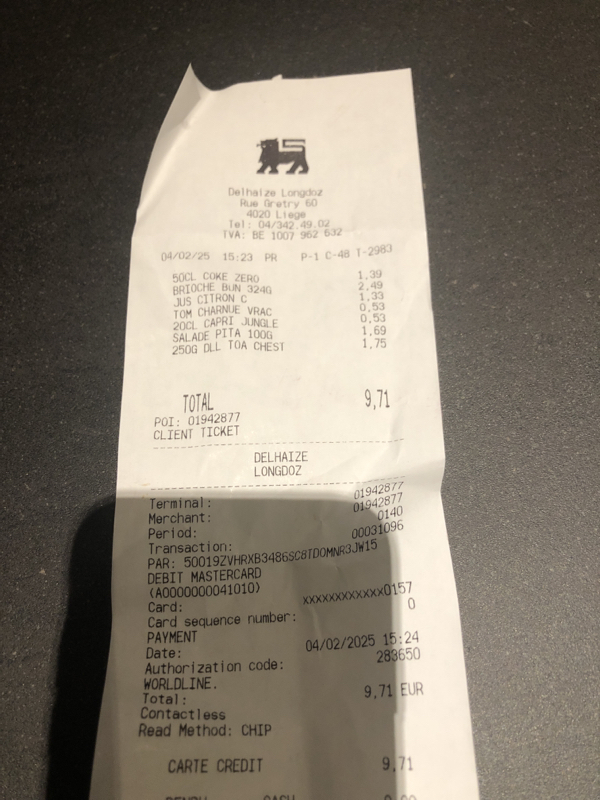 Delhaize Longdoz
Rue Gretry 60
4020 Liege
Tel: 04/342.49.02
TVA: BE 1007 962 632
04/02/25 15:23 PR P-1 C-48 T-2983
50CL COKE ZERO 1,39
BRIOCHE BUN 324G 2,49
JUS CITRON C 1,33
TOM CHARNUE VRAC 0,53
20CL CAPRI JUNGLE 0,53
SALADE PITA 100G 1,69
250G DLL TOA CHEST 1,75
TOTAL 9,71
POI: 01942877
CLIENT TICKET
DELHAIZE
LONGDOZ
Terminal: 01942877
Merchant: 01942877
Period: 0140
Transaction: 00031096
PAR: 50019ZVHRXB3486SC8TDOMNR3JW15
DEBIT MASTERCARD
(A0000000041010)
Card: xxxxxxxxxxxx0157
Card sequence number: 0
PAYMENT
Date: 04/02/2025 15:24
Authorization code: 283650
WORLDLINE.
Total: 9,71 EUR
Contactless
Read Method: CHIP
CARTE CREDIT 9,71
CASH